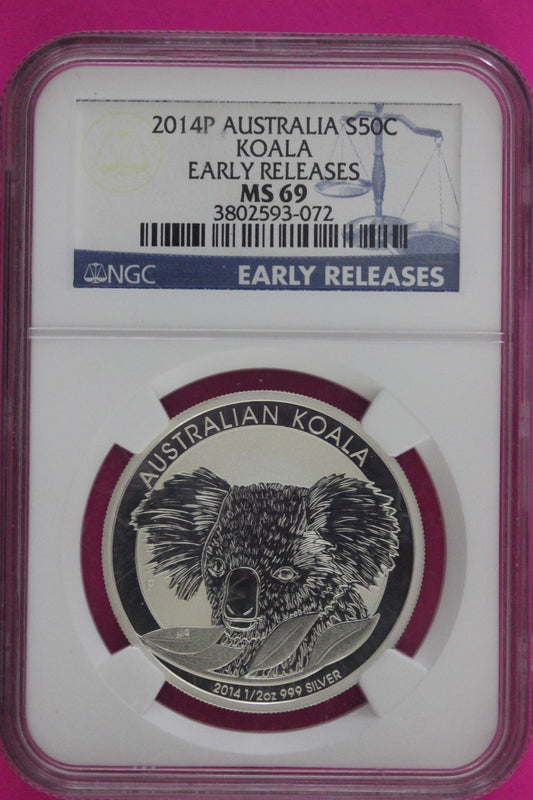 2014P AUSTRALIA S50C
KOALA
EARLY RELEASES
MS 69
3802593-072
NGC
EARLY RELEASES
AUSTRALIAN KOALA
2014 1/2oz 999 SILVER